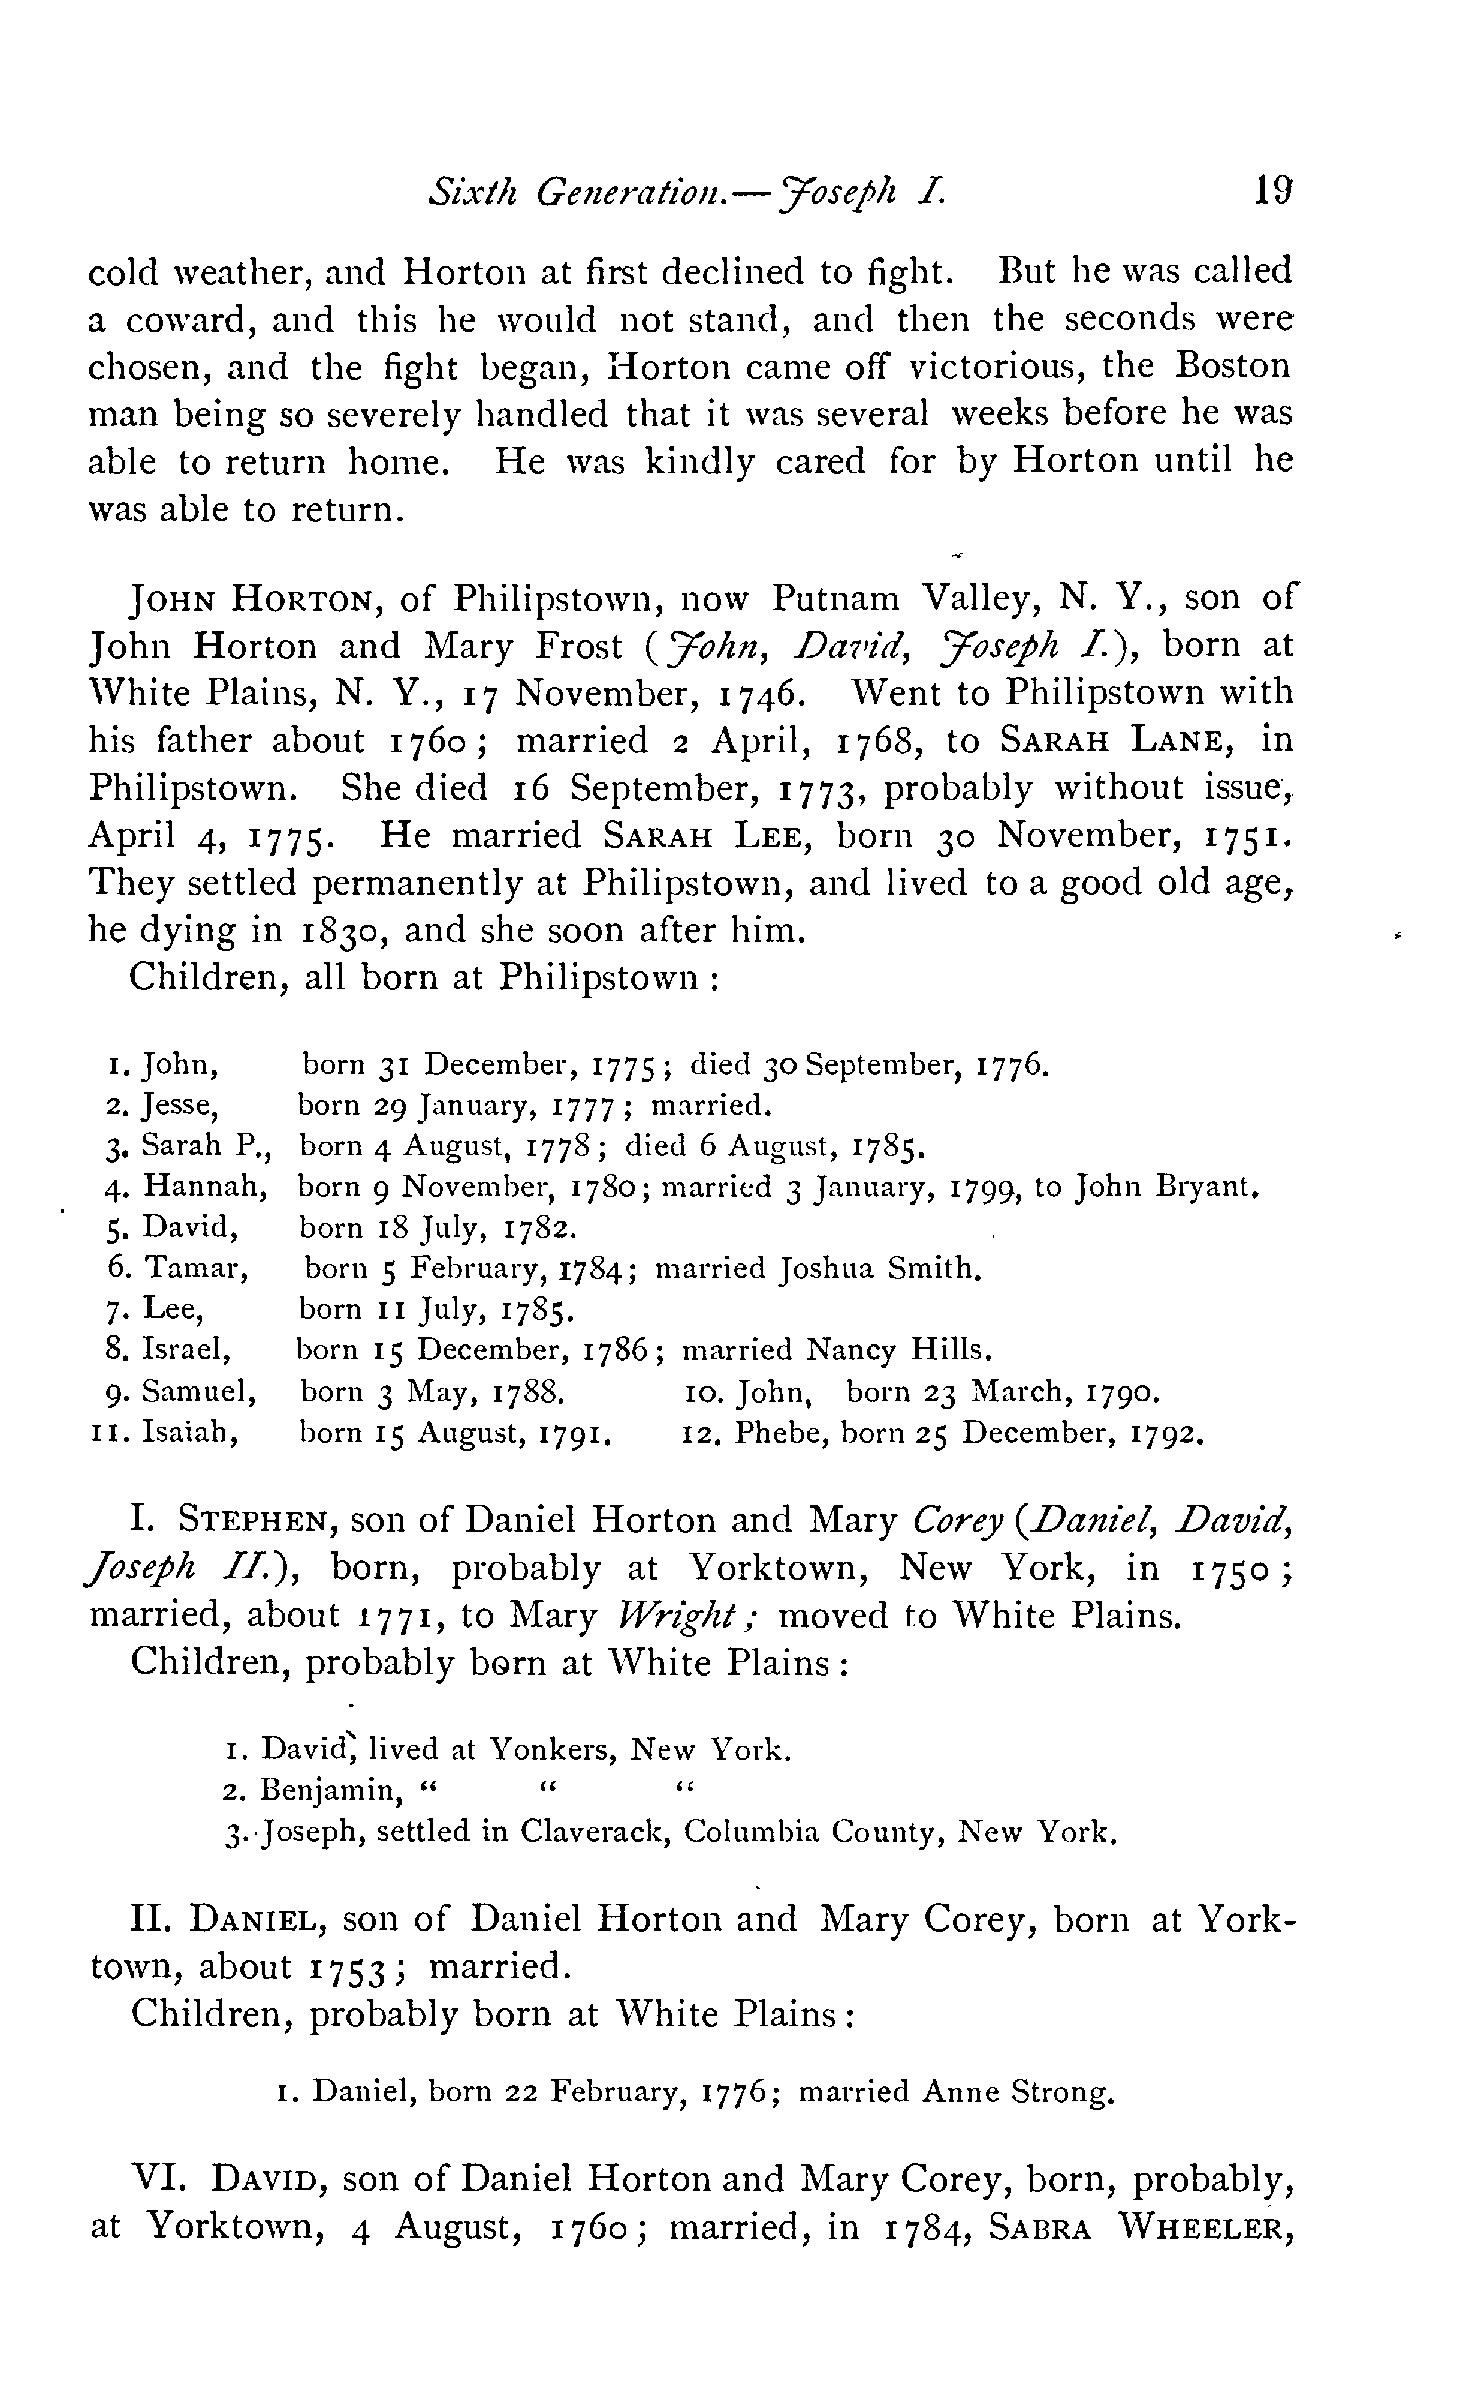 Sixth Generation.—Joseph I. 19
cold weather, and Horton at first declined to fight. But he was called
a coward, and this he would not stand, and then the seconds were
chosen, and the fight began, Horton came off victorious, the Boston
man being so severely handled that it was several weeks before he was
able to return home. He was kindly cared for by Horton until he
was able to return.
JOHN HORTON, of Philipstown, now Putnam Valley, N. Y., son of
John Horton and Mary Frost (John, David, Joseph I.), born at
White Plains, N. Y., 17 November, 1746. Went to Philipstown with
his father about 1760; married 2 April, 1768, to SARAH LANE, in
Philipstown. She died 16 September, 1773, probably without issue,
April 4, 1775. He married SARAH LEE, born 30 November, 1751.
They settled permanently at Philipstown, and lived to a good old age,
he dying in 1830, and she soon after him.
Children, all born at Philipstown :
1. John, born 31 December, 1775; died 30 September, 1776.
2. Jesse, born 29 January, 1777; married.
3. Sarah P., born 4 August, 1778; died 6 August, 1785.
4. Hannah, born 9 November, 1780; married 3 January, 1799, to John Bryant.
5. David, born 18 July, 1782.
6. Tamar, born 5 February, 1784; married Joshua Smith.
7. Lee, born 11 July, 1785.
8. Israel, born 15 December, 1786; married Nancy Hills.
9. Samuel, born 3 May, 1788. 10. John, born 23 March, 1790.
11. Isaiah, born 15 August, 1791. 12. Phebe, born 25 December, 1792.
I. STEPHEN, son of Daniel Horton and Mary Corey (Daniel, David,
Joseph II.), born, probably at Yorktown, New York, in 1750;
married, about 1771, to Mary Wright; moved to White Plains.
Children, probably born at White Plains :
1. David, lived at Yonkers, New York.
2. Benjamin, “ “ “
3. Joseph, settled in Claverack, Columbia County, New York.
II. DANIEL, son of Daniel Horton and Mary Corey, born at York-
town, about 1753; married.
Children, probably born at White Plains :
1. Daniel, born 22 February, 1776; married Anne Strong.
VI. DAVID, son of Daniel Horton and Mary Corey, born, probably,
at Yorktown, 4 August, 1760; married, in 1784, SABRA WHEELER,